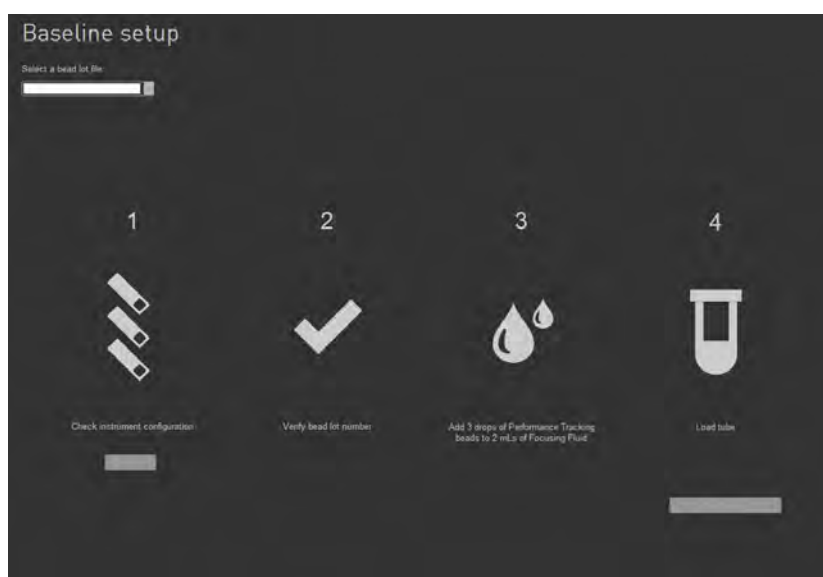 Baseline setup
Select a bead lot file
1
2
3
4
Check instrument configuration
Verify bead lot number
Add 3 drops of Performance Tracking
beads to 2 mLs of Focusing Fluid
Load tube